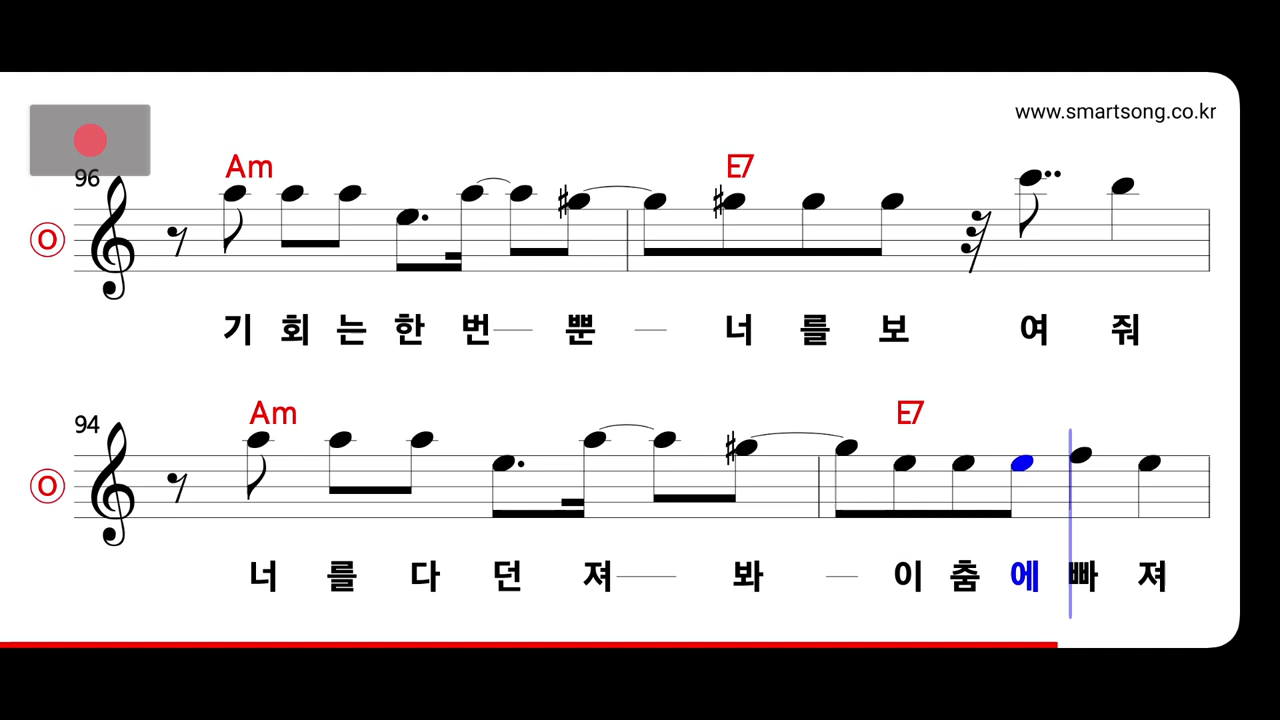 www.smartsong.co.kr
96
Am E7
O
기 회 는 한 번 뿐 너 를 보 여 줘
94
Am E7
O
너 를 다 던 져 봐 이 춤 에 빠 져